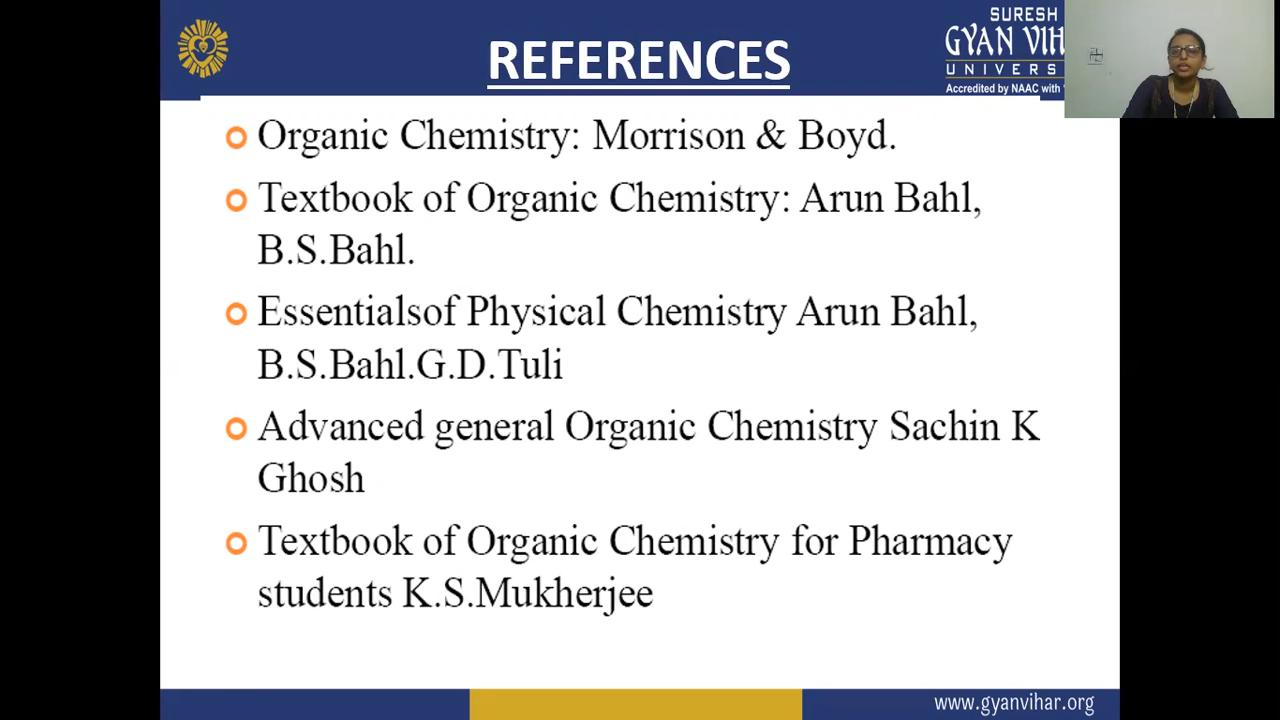 REFERENCES
SURESH
GYAN VIH
UNIVERS
Accredited by NAAC with
Organic Chemistry: Morrison & Boyd.
Textbook of Organic Chemistry: Arun Bahl,
B.S.Bahl.
Essentialsof Physical Chemistry Arun Bahl,
B.S.Bahl.G.D.Tuli
Advanced general Organic Chemistry Sachin K
Ghosh
Textbook of Organic Chemistry for Pharmacy
students K.S.Mukherjee
www.gyanvihar.org